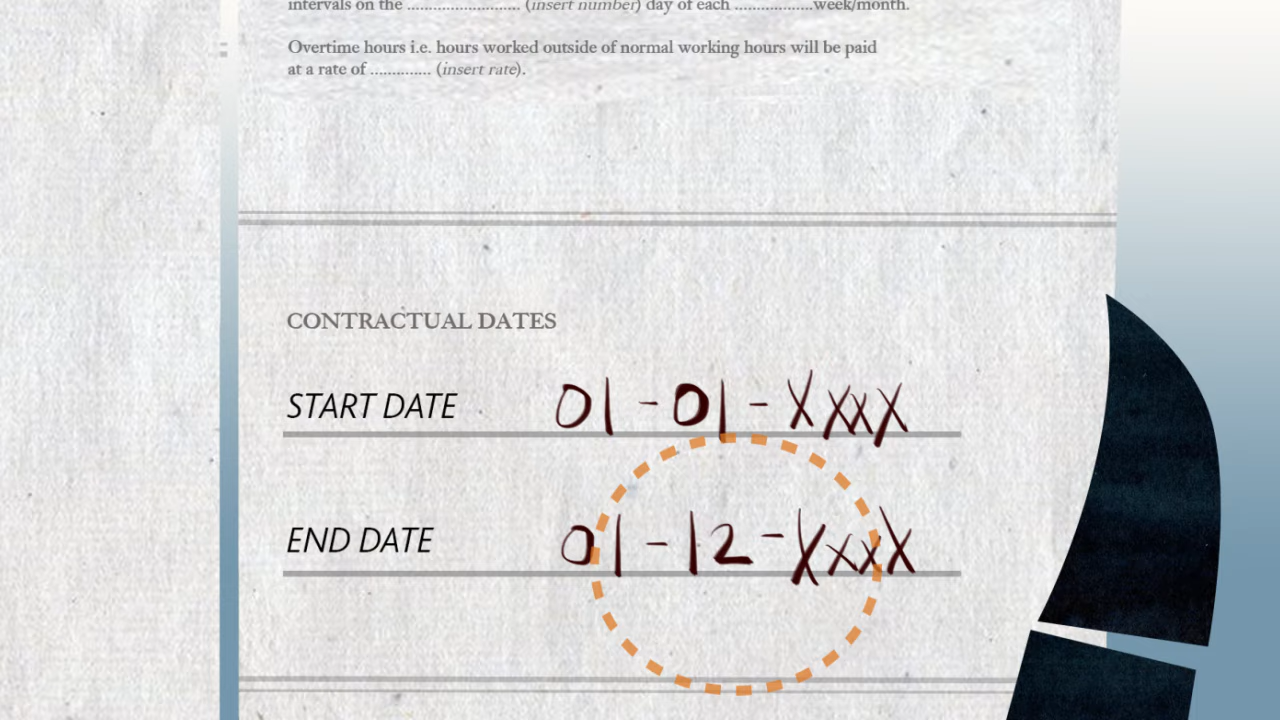 intervals on the .......................... (insert number) day of each ..................week/month.
Overtime hours i.e. hours worked outside of normal working hours will be paid
at a rate of .............. (insert rate).
CONTRACTUAL DATES
START DATE 01-01-XXXX
END DATE 01-12-XXXX